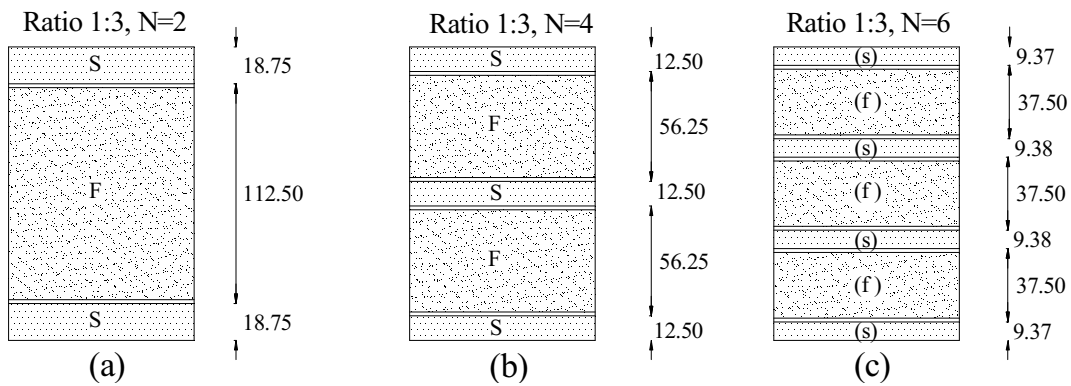 Ratio 1:3, N=2
S
18.75
F
112.50
S
18.75
(a)
Ratio 1:3, N=4
S
12.50
F
56.25
S
12.50
F
56.25
S
12.50
(b)
Ratio 1:3, N=6
(s)
9.37
(f )
37.50
(s)
9.38
(f )
37.50
(s)
9.38
(f )
37.50
(s)
9.37
(c)